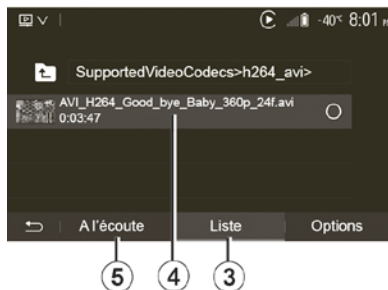 -40°c 8:01
SupportedVideoCodecs>h264_avi>
AVI_H264_Good_bye_Baby_360p_24f.avi
0:03:47
A l'écoute Liste Options
5 4 3